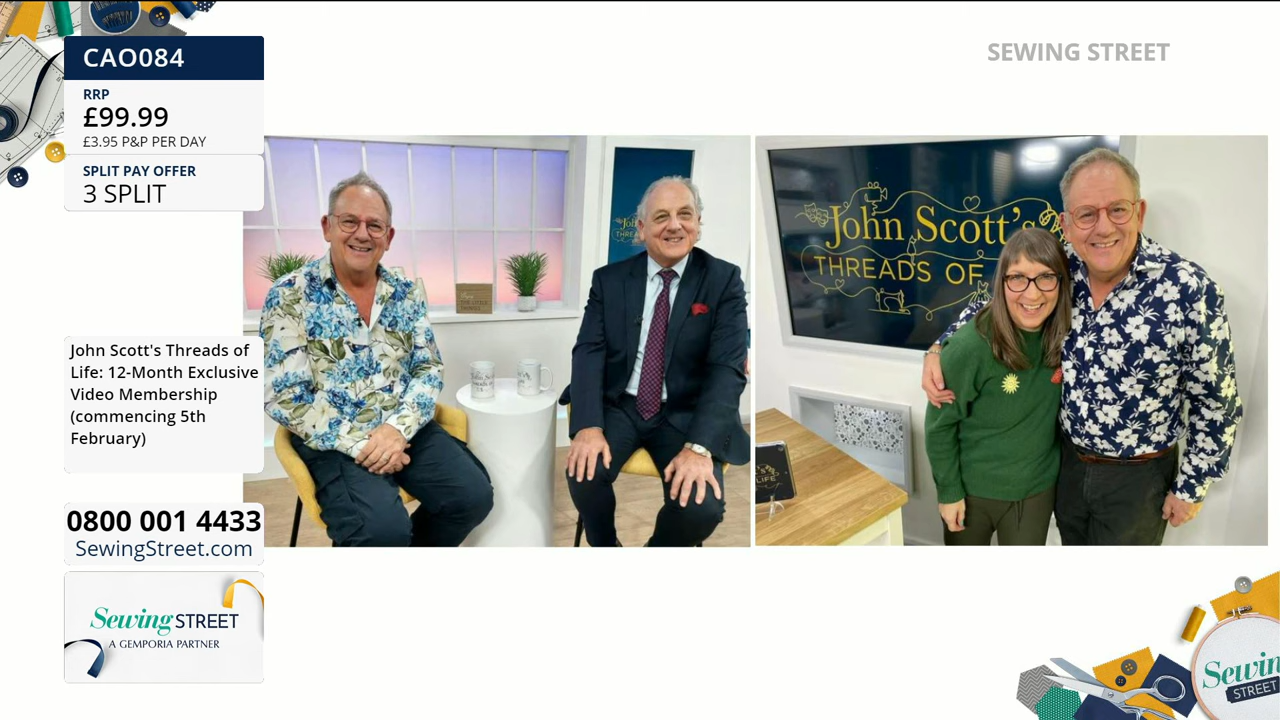 CAO084
RRP
£99.99
£3.95 P&P PER DAY
SPLIT PAY OFFER
3 SPLIT
John Scott's Threads of
Life: 12-Month Exclusive
Video Membership
(commencing 5th
February)
0800 001 4433
SewingStreet.com
Sewing STREET
A GEMPORIA PARTNER
SEWING STREET
John Scott's
THREADS OF
LIFE
Sewin
STREET